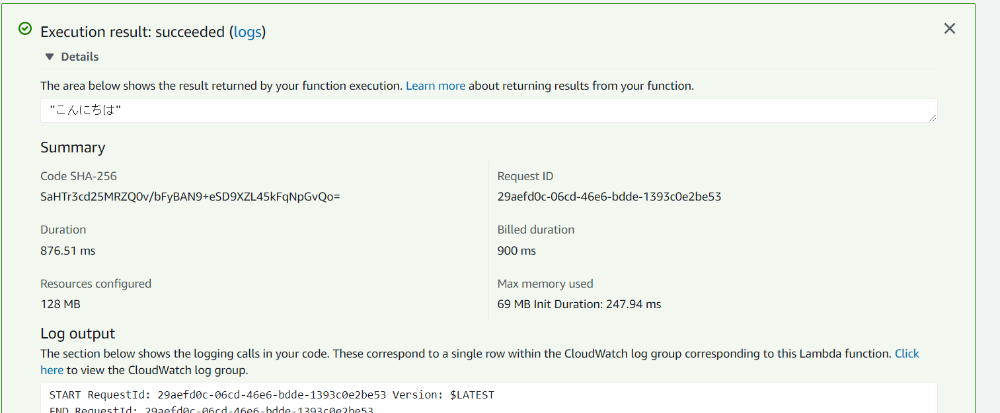 Execution result: succeeded (logs)
Details
The area below shows the result returned by your function execution. Learn more about returning results from your function.
"こんにちは"
Summary
Code SHA-256
SaHTr3cd25MRZQ0v/bFyBAN9+eSD9XZL45kFqNpGvQo=
Request ID
29aefd0c-06cd-46e6-bdde-1393c0e2be53
Duration
876.51 ms
Billed duration
900 ms
Resources configured
128 MB
Max memory used
69 MB Init Duration: 247.94 ms
Log output
The section below shows the logging calls in your code. These correspond to a single row within the CloudWatch log group corresponding to this Lambda function. Click
here to view the CloudWatch log group.
START RequestId: 29aefd0c-06cd-46e6-bdde-1393c0e2be53 Version: $LATEST
END RequestId: 29aefd0c-06cd-46e6-bdde-1393c0e2be53